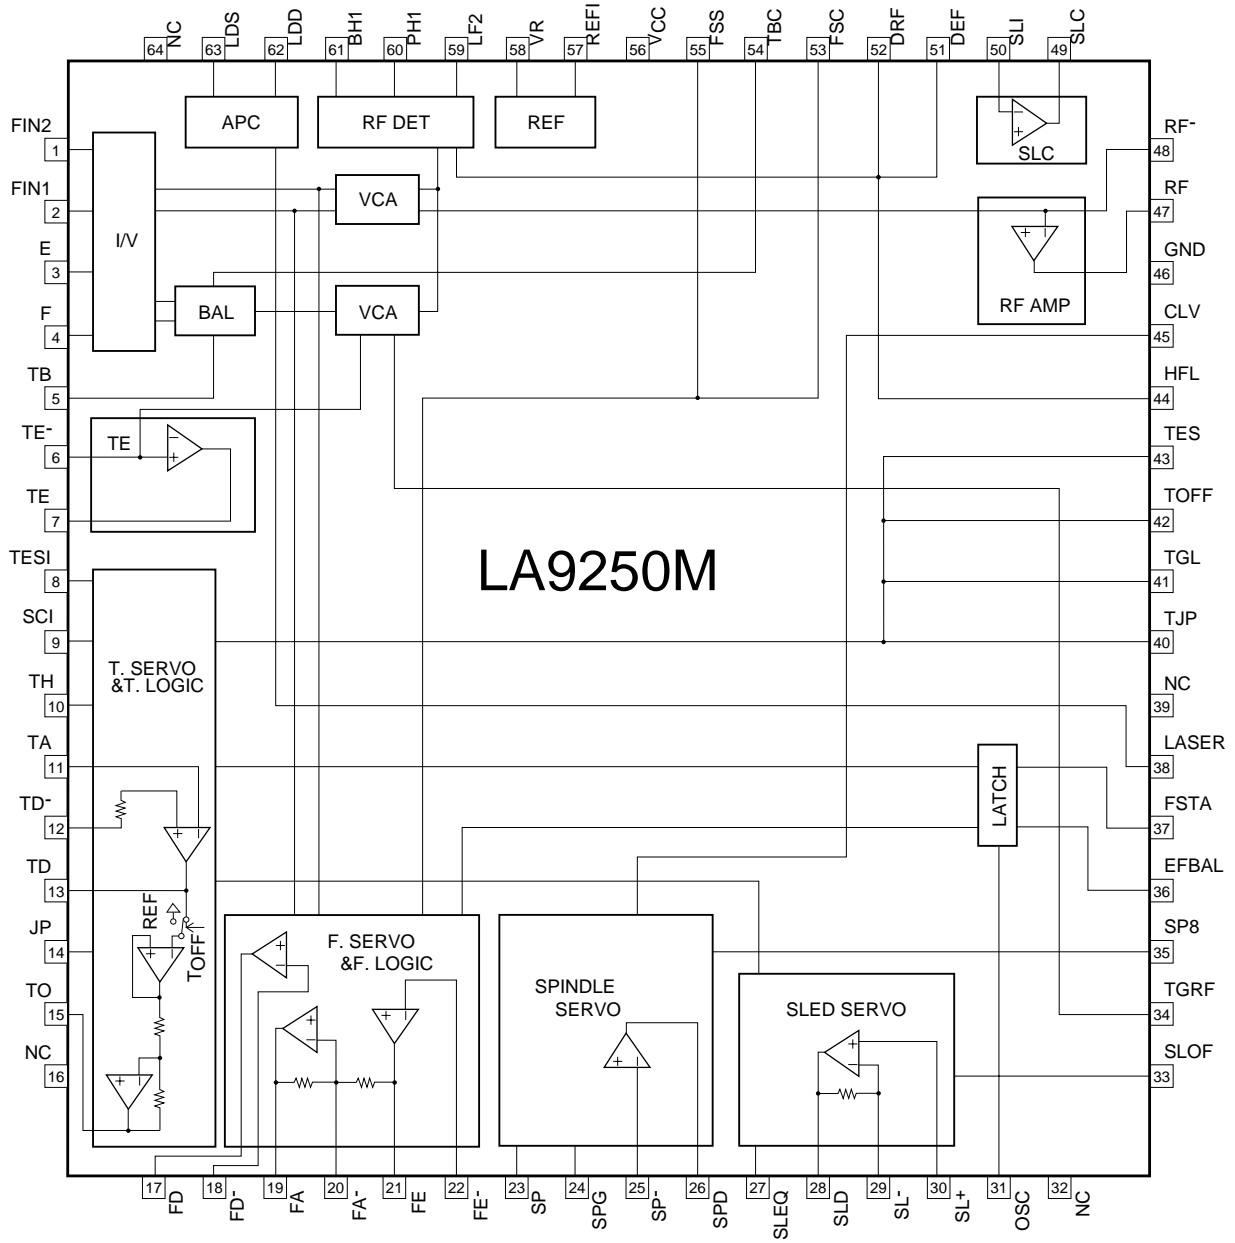 NC
LDS
LDD
BH1
PH1
LF2
VR
REFI
VCC
FSS
TBC
FSC
DRF
DEF
SLI
SLC
64
63
62
61
60
59
58
57
56
55
54
53
52
51
50
49
FIN2
1
FIN1
2
E
3
F
4
TB
5
TE-
6
TE
7
TESI
8
SCI
9
TH
10
TA
11
TD-
12
TD
13
JP
14
TO
15
NC
16
APC
RF DET
REF
− +
SLC
VCA
I/V
BAL
VCA
+ −
RF AMP
TE
− +
LA9250M
T. SERVO
&T. LOGIC
+ −
REF
TOFF
+ −
+ −
LATCH
F. SERVO
&F. LOGIC
+ −
+ −
+ −
SPINDLE
SERVO
+ −
SLED SERVO
+ −
RF-
48
RF
47
GND
46
CLV
45
HFL
44
TES
43
TOFF
42
TGL
41
TJP
40
NC
39
LASER
38
FSTA
37
EFBAL
36
SP8
35
TGRF
34
SLOF
33
17
18
19
20
21
22
23
24
25
26
27
28
29
30
31
32
FD
FD-
FA
FA-
FE
FE-
SP
SPG
SP-
SPD
SLEQ
SLD
SL-
SL+
OSC
NC